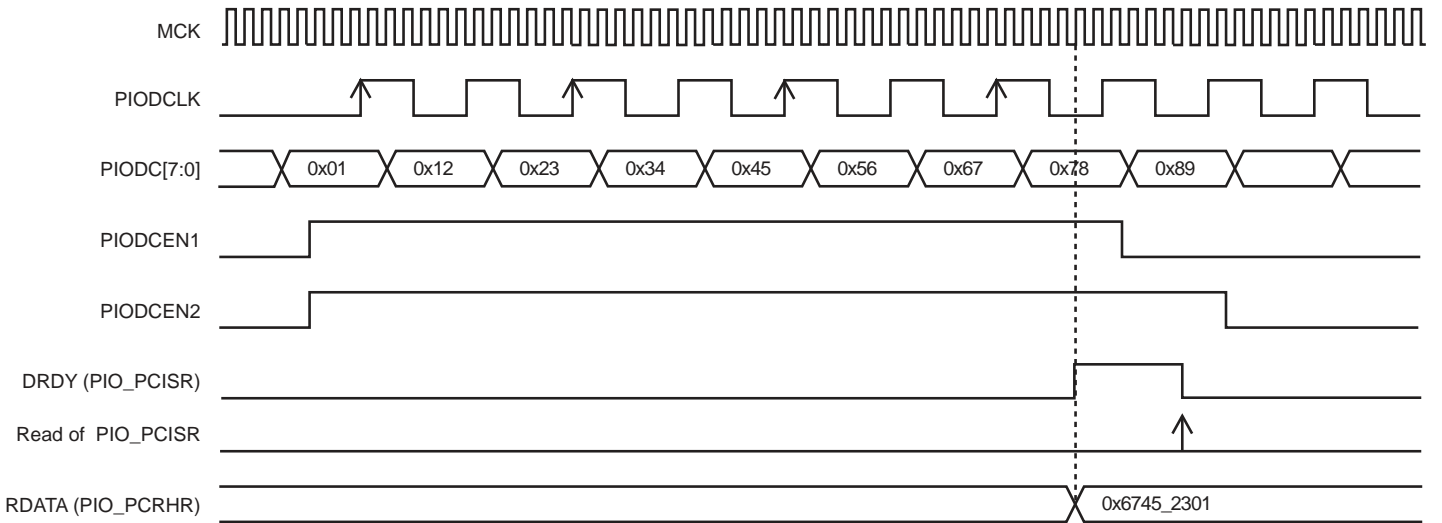 MCK
PIODCLK
PIODC[7:0] 0x01 0x12 0x23 0x34 0x45 0x56 0x67 0x78 0x89
PIODCEN1
PIODCEN2
DRDY (PIO_PCISR)
Read of PIO_PCISR
RDATA (PIO_PCRHR) 0x6745_2301